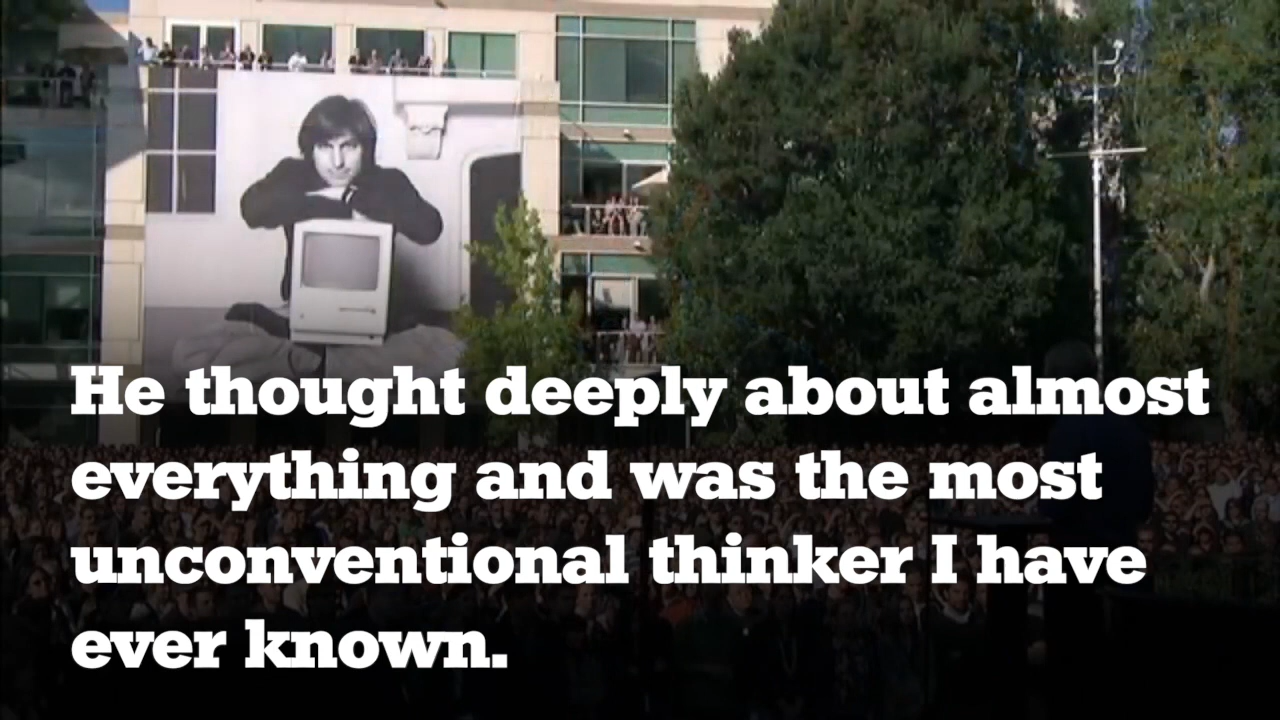 He thought deeply about almost
everything and was the most
unconventional thinker I have
ever known.